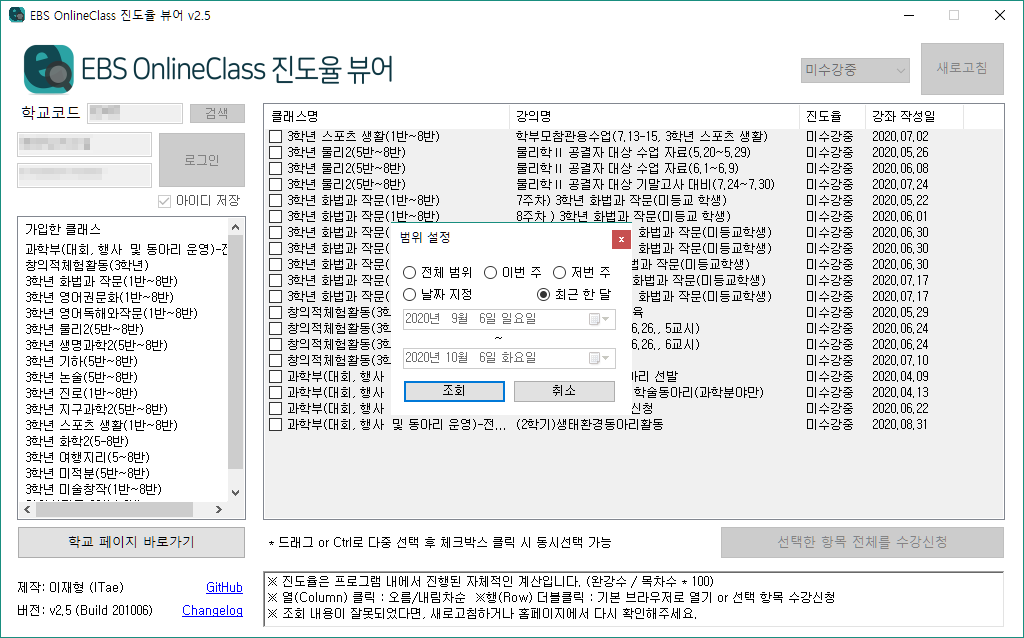 EBS OnlineClass 진도율 뷰어 v2.5
EBS OnlineClass 진도율 뷰어
미수강중
새로고침
학교코드
검색
로그인
아이디 저장
가입한 클래스
과학부(대회, 행사 및 동아리 운영)-전
창의적체험활동(3학년)
3학년 화법과 작문(1반~8반)
3학년 영어권문화(1반~8반)
3학년 영어독해와작문(1반~8반)
3학년 물리2(5반~8반)
3학년 생명과학2(5반~8반)
3학년 기하(5반~8반)
3학년 논술(5반~8반)
3학년 진로(1반~8반)
3학년 지구과학2(5반~8반)
3학년 스포츠 생활(1반~8반)
3학년 화학2(5-8반)
3학년 여행지리(5~8반)
3학년 미적분(5반~8반)
3학년 미술창작(1반~8반)
학교 페이지 바로가기
제작: 이재형 (ITae)
GitHub
버전: v2.5 (Build 201006)
Changelog
클래스명 강의명 진도율 강좌 작성일
3학년 스포츠 생활(1반~8반) 학부모참관용수업(7.13-15, 3학년 스포츠 생활) 미수강중 2020.07.02
3학년 물리2(5반~8반) 물리학Ⅱ 공결자 대상 수업 자료(5.20~5.29) 미수강중 2020.05.26
3학년 물리2(5반~8반) 물리학Ⅱ 공결자 대상 수업 자료(6.1~6.9) 미수강중 2020.06.08
3학년 물리2(5반~8반) 물리학Ⅱ 공결자 대상 기말고사 대비(7.24~7.30) 미수강중 2020.07.24
3학년 화법과 작문(1반~8반) 7주차) 3학년 화법과 작문(미등교 학생) 미수강중 2020.05.22
3학년 화법과 작문(1반~8반) 8주차 ) 3학년 화법과 작문(미등교 학생) 미수강중 2020.06.01
3학년 화법과 작문( 화법과 작문(미등교학생) 미수강중 2020.06.30
3학년 화법과 작문( 화법과 작문(미등교학생) 미수강중 2020.06.30
3학년 화법과 작문( 법과 작문(미등교학생) 미수강중 2020.06.30
3학년 화법과 작문( 화법과 작문(미등교학생) 미수강중 2020.07.17
3학년 화법과 작문( 화법과 작문(미등교학생) 미수강중 2020.07.17
창의적체험활동(3학 육 미수강중 2020.05.29
창의적체험활동(3학 6.26., 5교시) 미수강중 2020.06.24
창의적체험활동(3학 6.26., 6교시) 미수강중 2020.06.24
창의적체험활동(3학 미수강중 2020.07.10
과학부(대회, 행사 아리 선발 미수강중 2020.04.09
과학부(대회, 행사 학술동아리(과학분야만) 미수강중 2020.04.13
과학부(대회, 행사 신청 미수강중 2020.06.22
과학부(대회, 행사 및 동아리 운영)-전... (2학기)생태환경동아리활동 미수강중 2020.08.31
범위 설정
x
전체 범위 이번 주 저번 주
날짜 지정 최근 한 달
2020년 9월 6일 일요일
~
2020년 10월 6일 화요일
조회 취소
* 드래그 or Ctrl로 다중 선택 후 체크박스 클릭 시 동시선택 가능
선택한 항목 전체를 수강신청
※ 진도율은 프로그램 내에서 진행된 자체적인 계산입니다. (완강수 / 목차수 * 100)
※ 열(Column) 클릭 : 오름/내림차순 ※행(Row) 더블클릭 : 기본 브라우저로 열기 or 선택 항목 수강신청
※ 조회 내용이 잘못되었다면, 새로고침하거나 홈페이지에서 다시 확인해주세요.